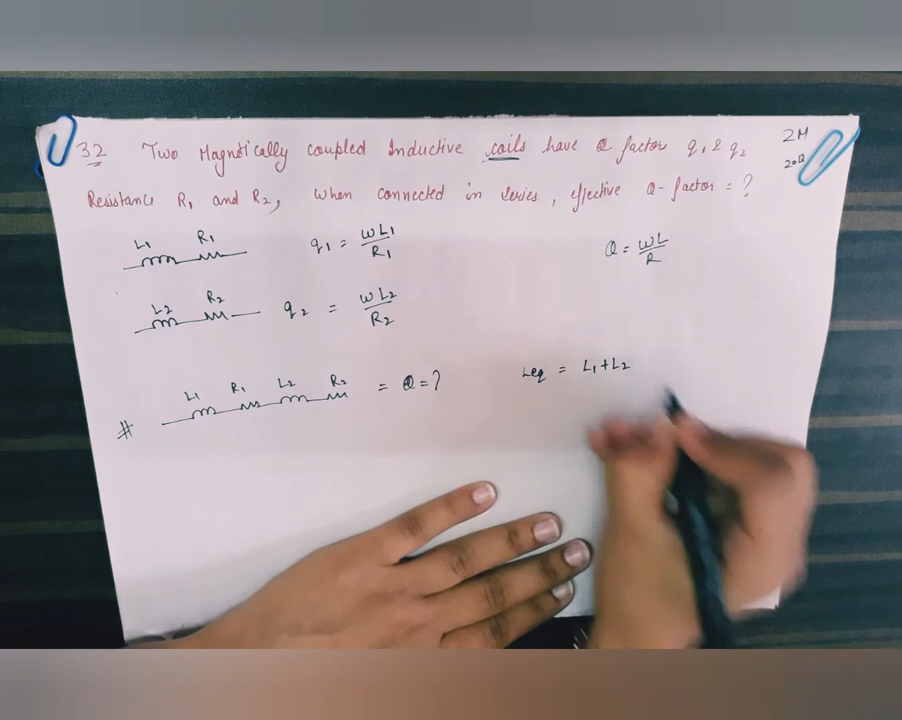 32 Two Magnetically coupled Inductive coils have Q factors q1 & q2 2M
2013
Resistance R1 and R2, when connected in series, effective Q-factor = ?
L1 R1 q1 = ωL1/R1 Q = ωL/R
L2 R2 q2 = ωL2/R2
# L1 R1 L2 R2 = Q = ? Leq = L1+L2